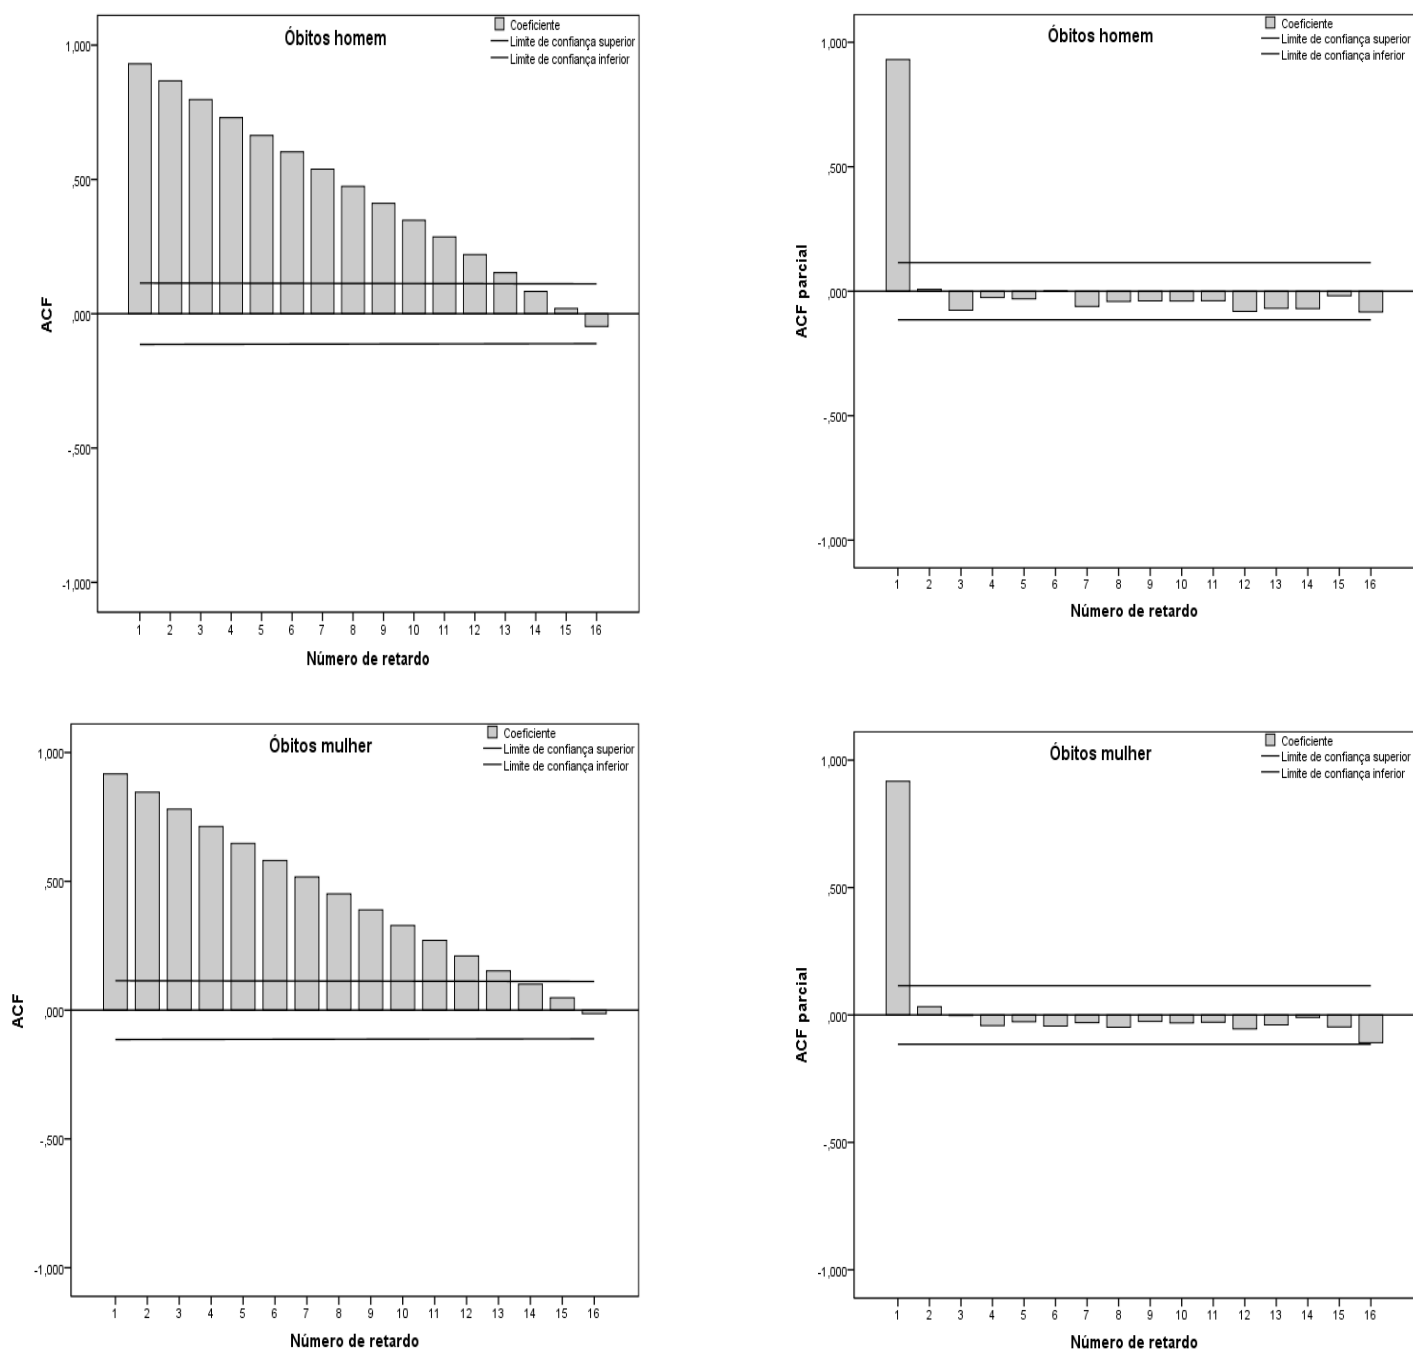 Óbitos homem
Coeficiente
Limite de confiança superior
Limite de confiança inferior
1,000
,500
,000
-,500
-1,000
ACF
1 2 3 4 5 6 7 8 9 10 11 12 13 14 15 16
Número de retardo
Óbitos homem
Coeficiente
Limite de confiança superior
Limite de confiança inferior
1,000
,500
,000
-,500
-1,000
ACF parcial
1 2 3 4 5 6 7 8 9 10 11 12 13 14 15 16
Número de retardo
Óbitos mulher
Coeficiente
Limite de confiança superior
Limite de confiança inferior
1,000
,500
,000
-,500
-1,000
ACF
1 2 3 4 5 6 7 8 9 10 11 12 13 14 15 16
Número de retardo
Óbitos mulher
Coeficiente
Limite de confiança superior
Limite de confiança inferior
1,000
,500
,000
-,500
-1,000
ACF parcial
1 2 3 4 5 6 7 8 9 10 11 12 13 14 15 16
Número de retardo